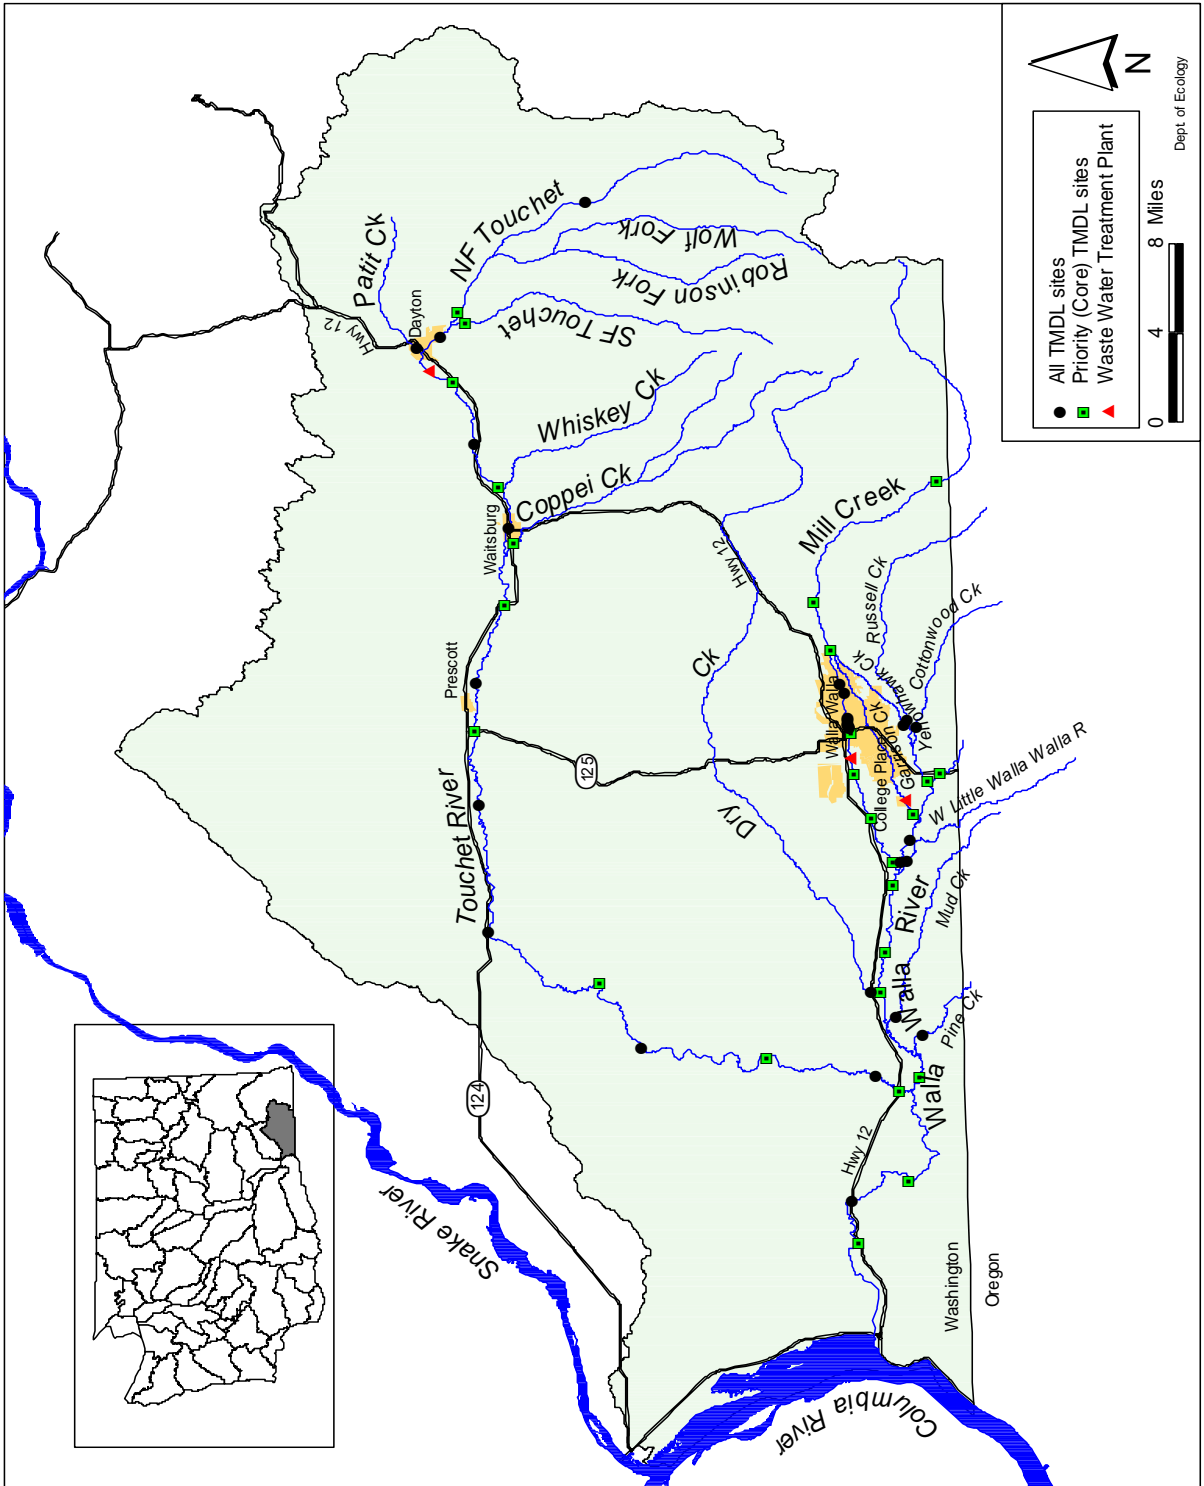 N
All TMDL sites
Priority (Core) TMDL sites
Waste Water Treatment Plant
0 4 8 Miles
Dept. of Ecology
Patit Ck
NF Touchet
Wolf Fork
Robinson Fork
SF Touchet
Hwy 12
Dayton
Whiskey Ck
Coppei Ck
Waitsburg
Hwy 12
Mill Creek
Russell Ck
Cottonwood Ck
Yellowhawk Ck
Garrison Ck
Walla Walla
College Place
Prescott
Touchet River
125
Dry Ck
W Little Walla Walla R
Mud Ck
Pine Ck
Walla Walla River
124
Hwy 12
Snake River
Columbia River
Washington
Oregon